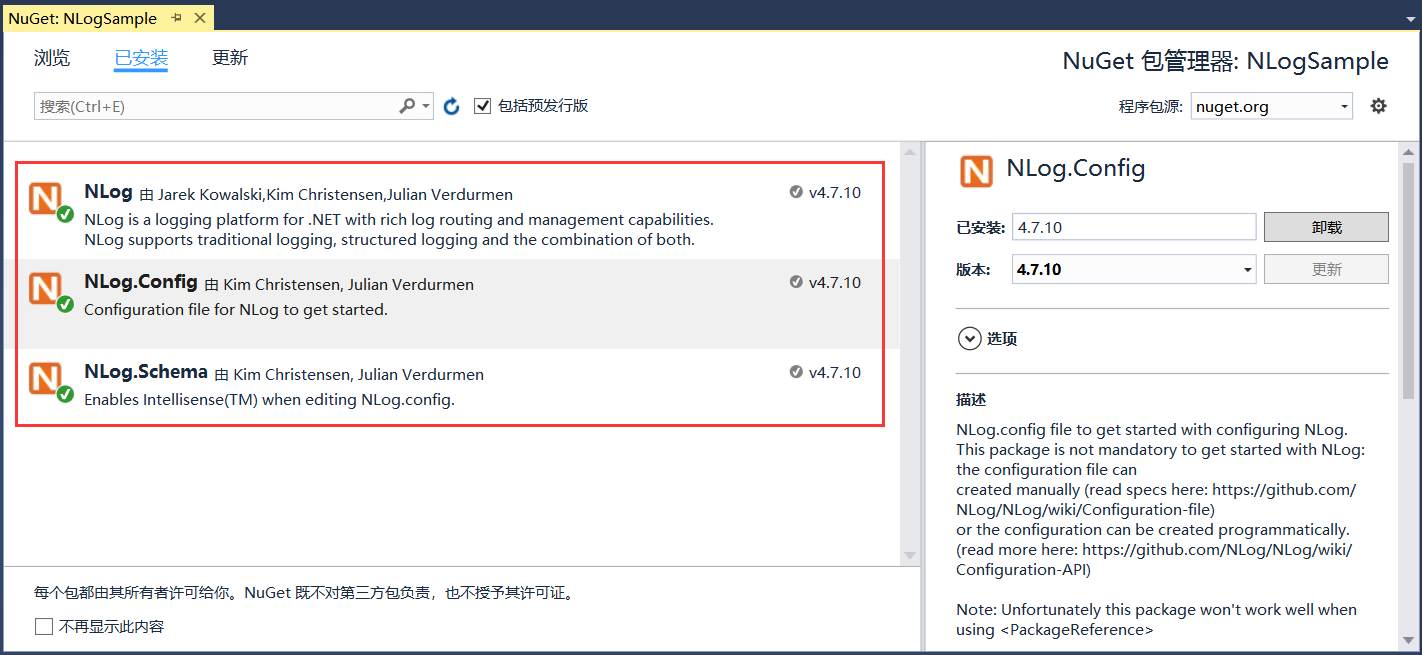 NuGet: NLogSample
浏览 已安装 更新
NuGet 包管理器: NLogSample
搜索(Ctrl+E)
包括预发行版
程序包源: nuget.org
NLog 由 Jarek Kowalski,Kim Christensen,Julian Verdurmen
v4.7.10
NLog is a logging platform for .NET with rich log routing and management capabilities.
NLog supports traditional logging, structured logging and the combination of both.
NLog.Config 由 Kim Christensen, Julian Verdurmen
v4.7.10
Configuration file for NLog to get started.
NLog.Schema 由 Kim Christensen, Julian Verdurmen
v4.7.10
Enables Intellisense(TM) when editing NLog.config.
每个包都由其所有者许可给你。NuGet 既不对第三方包负责，也不授予其许可证。
不再显示此内容
NLog.Config
已安装: 4.7.10 卸载
版本: 4.7.10 更新
选项
描述
NLog.config file to get started with configuring NLog.
This package is not mandatory to get started with NLog:
the configuration file can
created manually (read specs here: https://github.com/
NLog/NLog/wiki/Configuration-file)
or the configuration can be created programmatically.
(read more here: https://github.com/NLog/NLog/wiki/
Configuration-API)
Note: Unfortunately this package won't work well when
using <PackageReference>